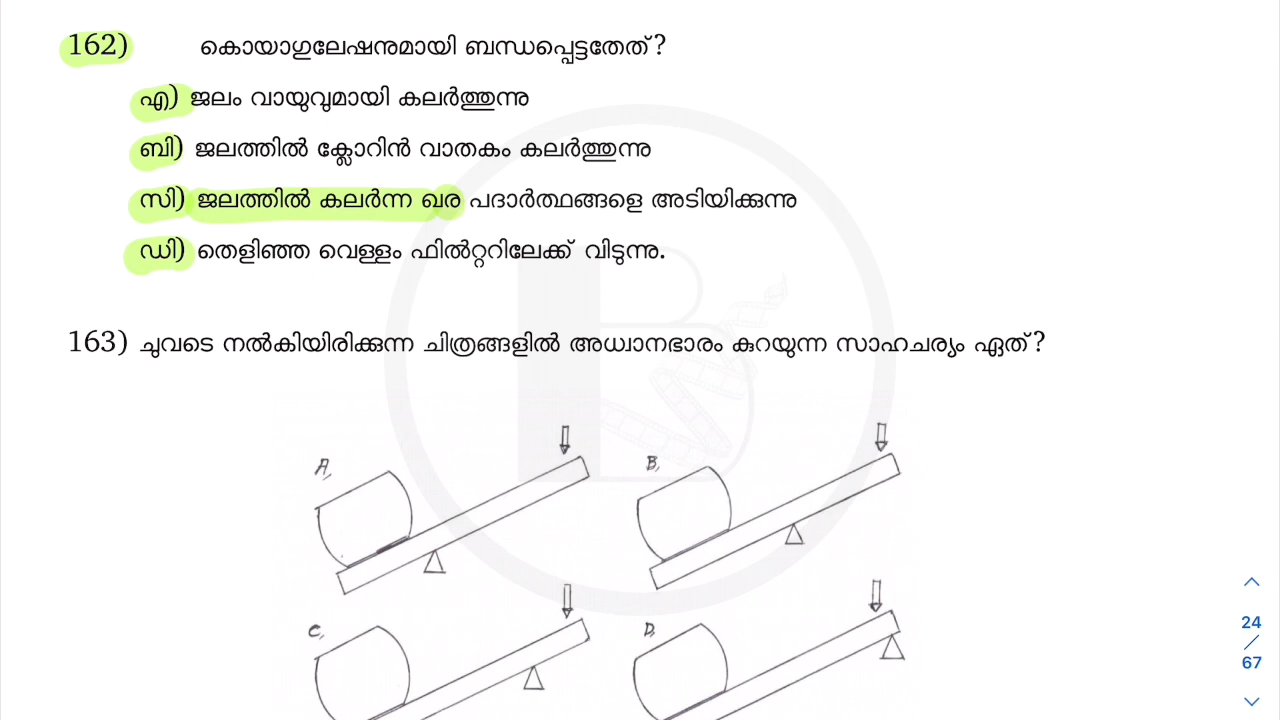 162) കൊയാഗുലേഷനുമായി ബന്ധപ്പെട്ടതേത്?
എ) ജലം വായുവുമായി കലർത്തുന്നു
ബി) ജലത്തിൽ ക്ലോറിൻ വാതകം കലർത്തുന്നു
സി) ജലത്തിൽ കലർന്ന ഖര പദാർത്ഥങ്ങളെ അടിയിക്കുന്നു
ഡി) തെളിഞ്ഞ വെള്ളം ഫിൽറ്ററിലേക്ക് വിടുന്നു.
163) ചുവടെ നൽകിയിരിക്കുന്ന ചിത്രങ്ങളിൽ അധ്വാനഭാരം കുറയുന്ന സാഹചര്യം ഏത്?
A, B,
C, D,
24
/
67